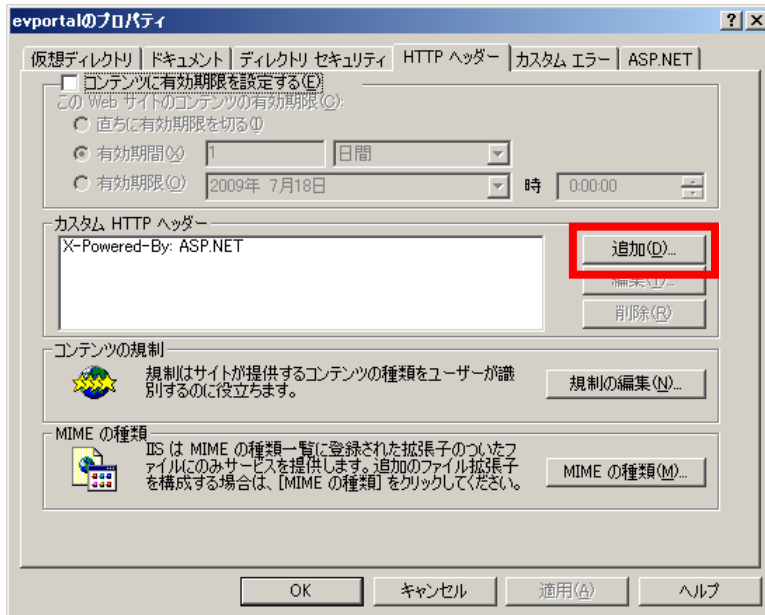 evportalのプロパティ
仮想ディレクトリ ドキュメント ディレクトリ セキュリティ HTTP ヘッダー カスタム エラー ASP.NET
コンテンツに有効期限を設定する(E)
この Web サイトのコンテンツの有効期限(C):
直ちに有効期限を切る(I)
有効期間(X) 1 日間
有効期限(O) 2009年 7月18日 時 0:00:00
カスタム HTTP ヘッダー
X-Powered-By: ASP.NET
追加(D)...
編集(T)...
削除(R)
コンテンツの規制
規制はサイトが提供するコンテンツの種類をユーザーが識
別するのに役立ちます。
規制の編集(N)...
MIME の種類
IIS は MIME の種類一覧に登録された拡張子のついたフ
ァイルにのみサービスを提供します。追加のファイル拡張子
を構成する場合は、[MIME の種類] をクリックしてください。
MIME の種類(M)...
OK キャンセル 適用(A) ヘルプ